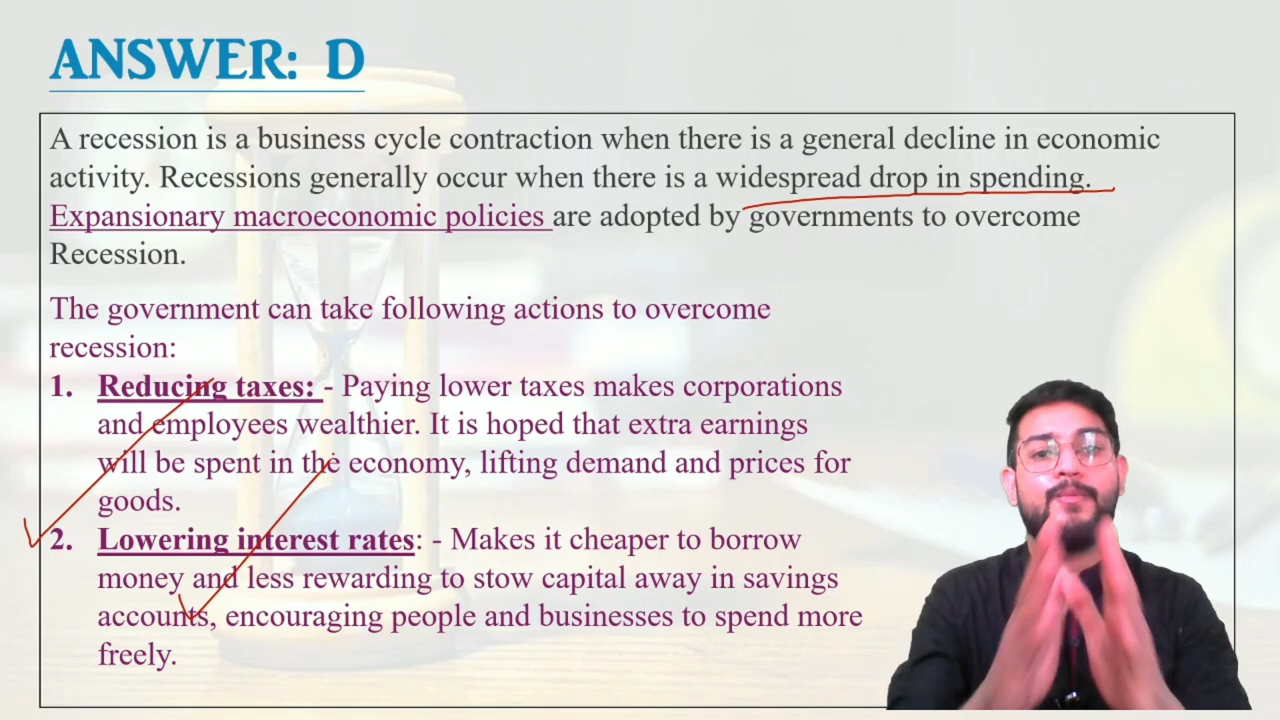 ANSWER: D
A recession is a business cycle contraction when there is a general decline in economic
activity. Recessions generally occur when there is a widespread drop in spending.
Expansionary macroeconomic policies are adopted by governments to overcome
Recession.
The government can take following actions to overcome
recession:
1. Reducing taxes: - Paying lower taxes makes corporations
and employees wealthier. It is hoped that extra earnings
will be spent in the economy, lifting demand and prices for
goods.
2. Lowering interest rates: - Makes it cheaper to borrow
money and less rewarding to stow capital away in savings
accounts, encouraging people and businesses to spend more
freely.